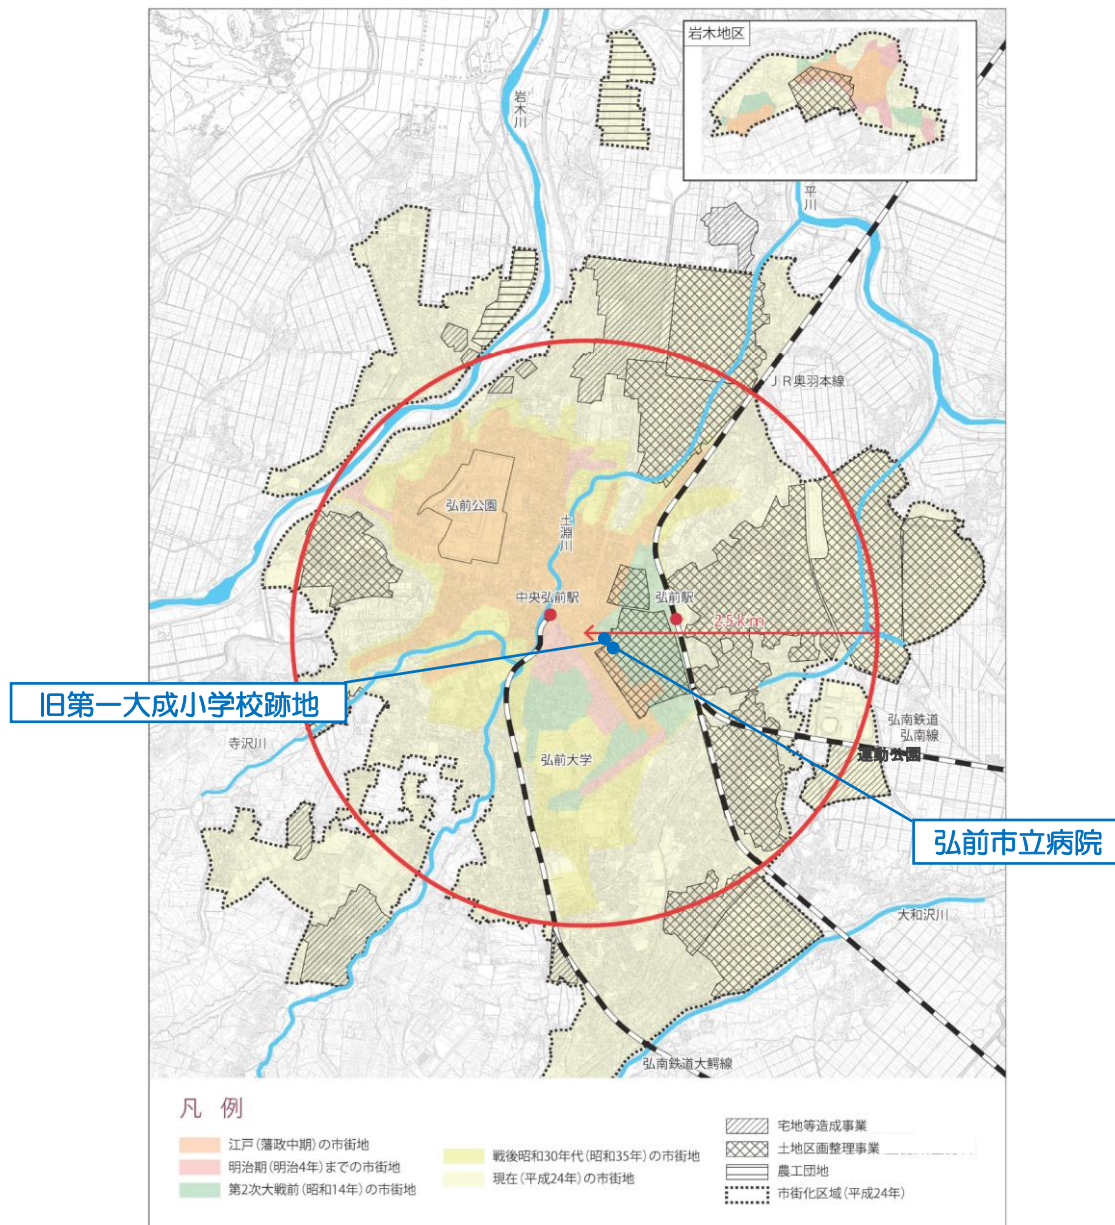 岩木地区
岩木川
平川
JR奥羽本線
弘前公園
土淵川
中央弘前駅
弘前駅
2.5km
旧第一大成小学校跡地
寺沢川
弘前大学
弘南鉄道
弘南線
運動公園
弘前市立病院
大和沢川
弘南鉄道大鰐線
凡 例
江戸(藩政中期)の市街地
明治期(明治4年)までの市街地
第2次大戦前(昭和14年)の市街地
戦後昭和30年代(昭和35年)の市街地
現在(平成24年)の市街地
宅地等造成事業
土地区画整理事業
農工団地
市街化区域(平成24年)